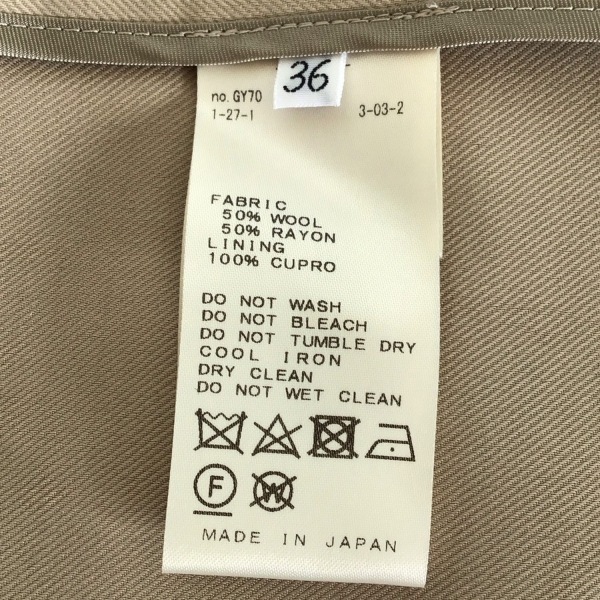 36
no. GY70
1-27-1 3-03-2
FABRIC
50% WOOL
50% RAYON
LINING
100% CUPRO
DO NOT WASH
DO NOT BLEACH
DO NOT TUMBLE DRY
COOL IRON
DRY CLEAN
DO NOT WET CLEAN
F W
MADE IN JAPAN